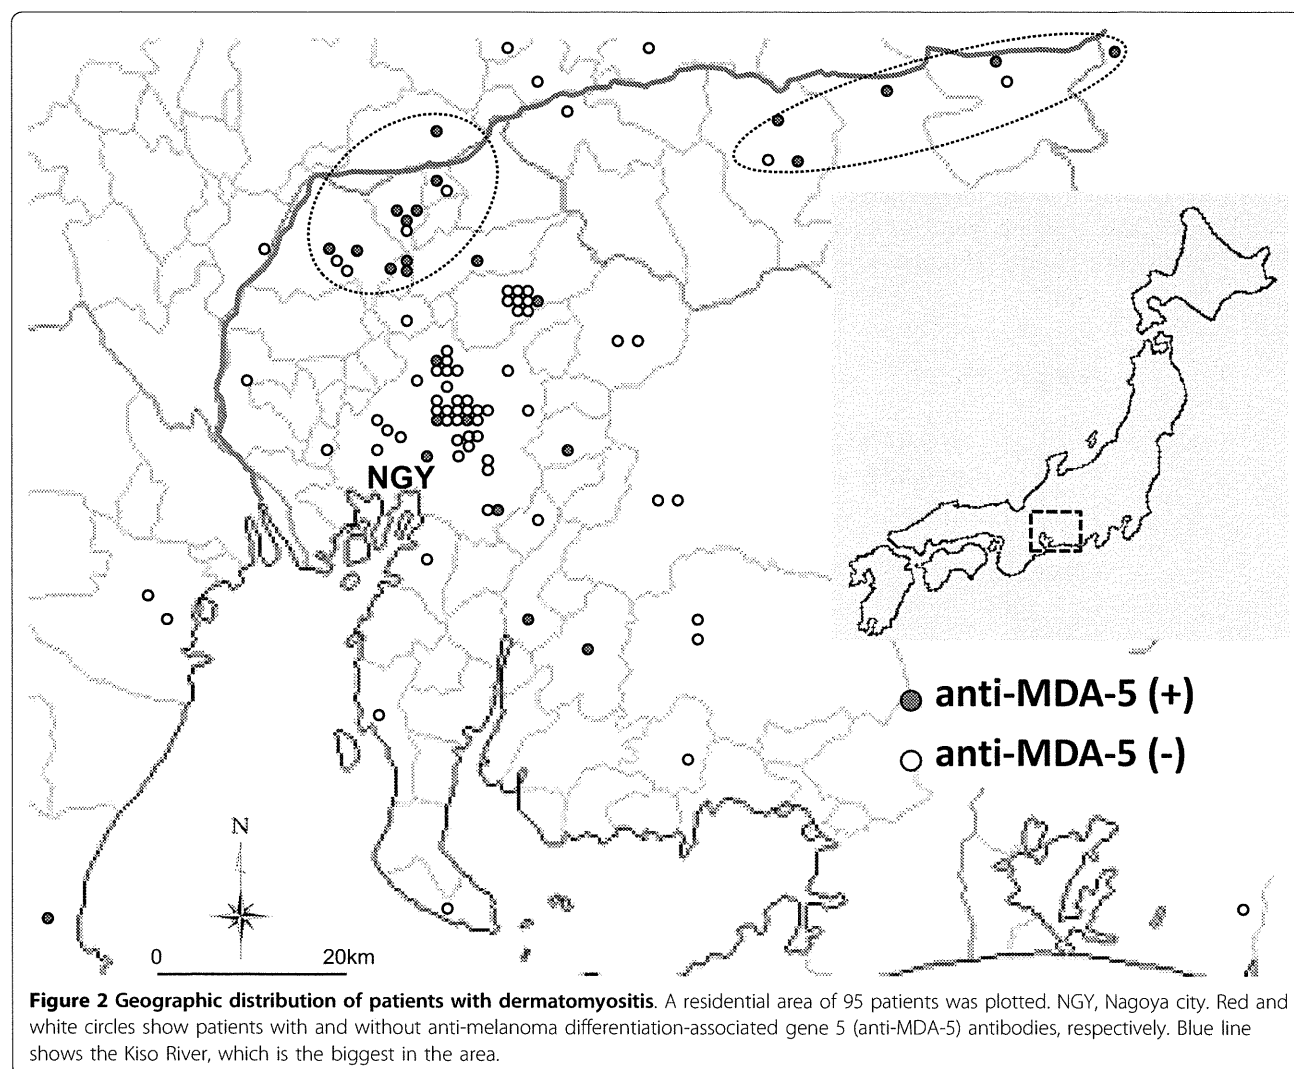 NGY
anti-MDA-5 (+)
anti-MDA-5 (-)
N
0 20km
Figure 2 Geographic distribution of patients with dermatomyositis. A residential area of 95 patients was plotted. NGY, Nagoya city. Red and
white circles show patients with and without anti-melanoma differentiation-associated gene 5 (anti-MDA-5) antibodies, respectively. Blue line
shows the Kiso River, which is the biggest in the area.